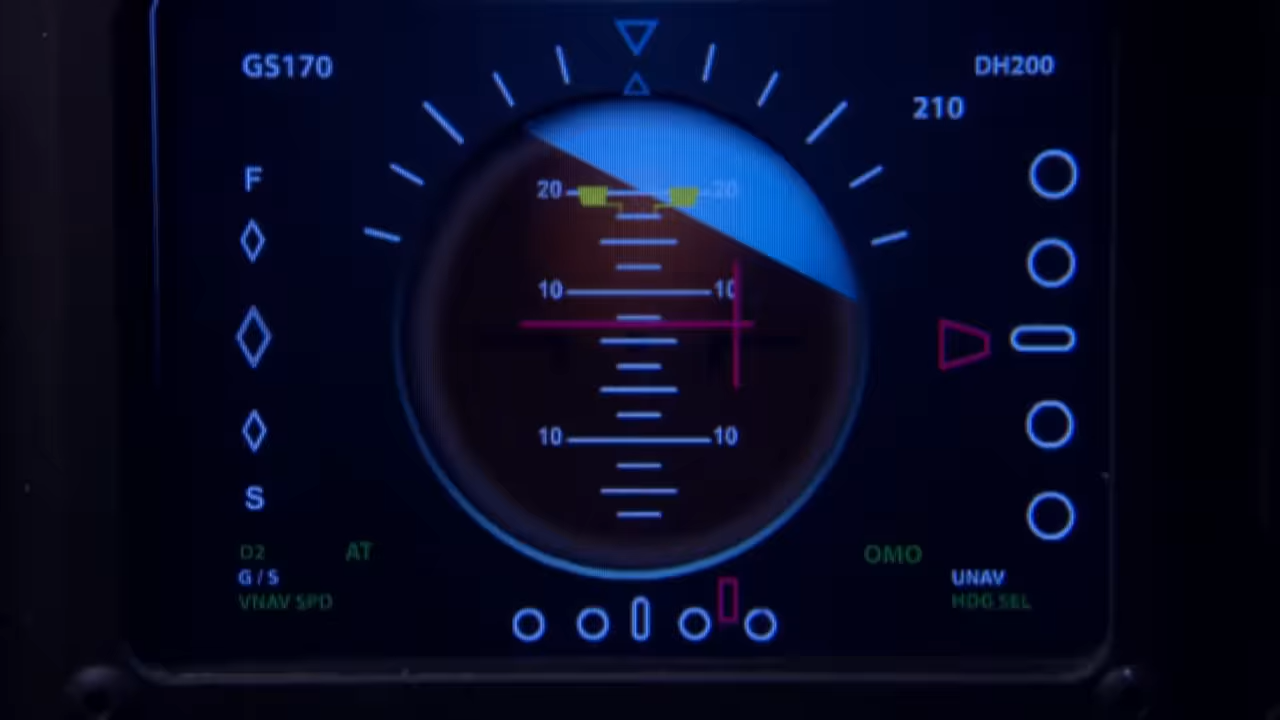 GS170
DH200
210
F
20 20
10 10
10 10
S
D2
AT
OMO
G/S
UNAV
VNAV SPD
HDG SEL